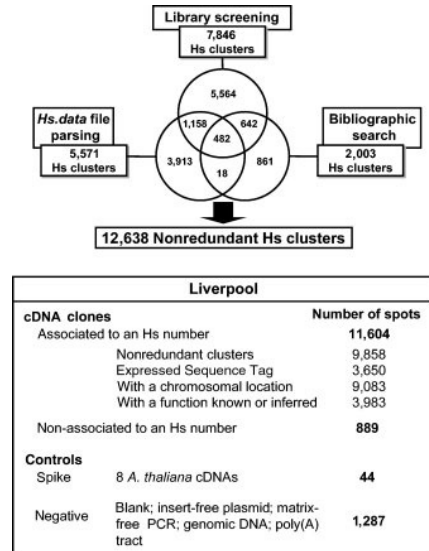 Library screening
7,846
Hs clusters
5,564
Hs.data file
parsing
5,571
Hs clusters
1,158
642
482
Bibliographic
search
2,003
Hs clusters
3,913
18
861
12,638 Nonredundant Hs clusters
Liverpool
cDNA clones Number of spots
Associated to an Hs number 11,604
Nonredundant clusters 9,858
Expressed Sequence Tag 3,650
With a chromosomal location 9,083
With a function known or inferred 3,983
Non-associated to an Hs number 889
Controls
Spike 8 A. thaliana cDNAs 44
Negative Blank; insert-free plasmid; matrix-
free PCR; genomic DNA; poly(A) 1,287
tract